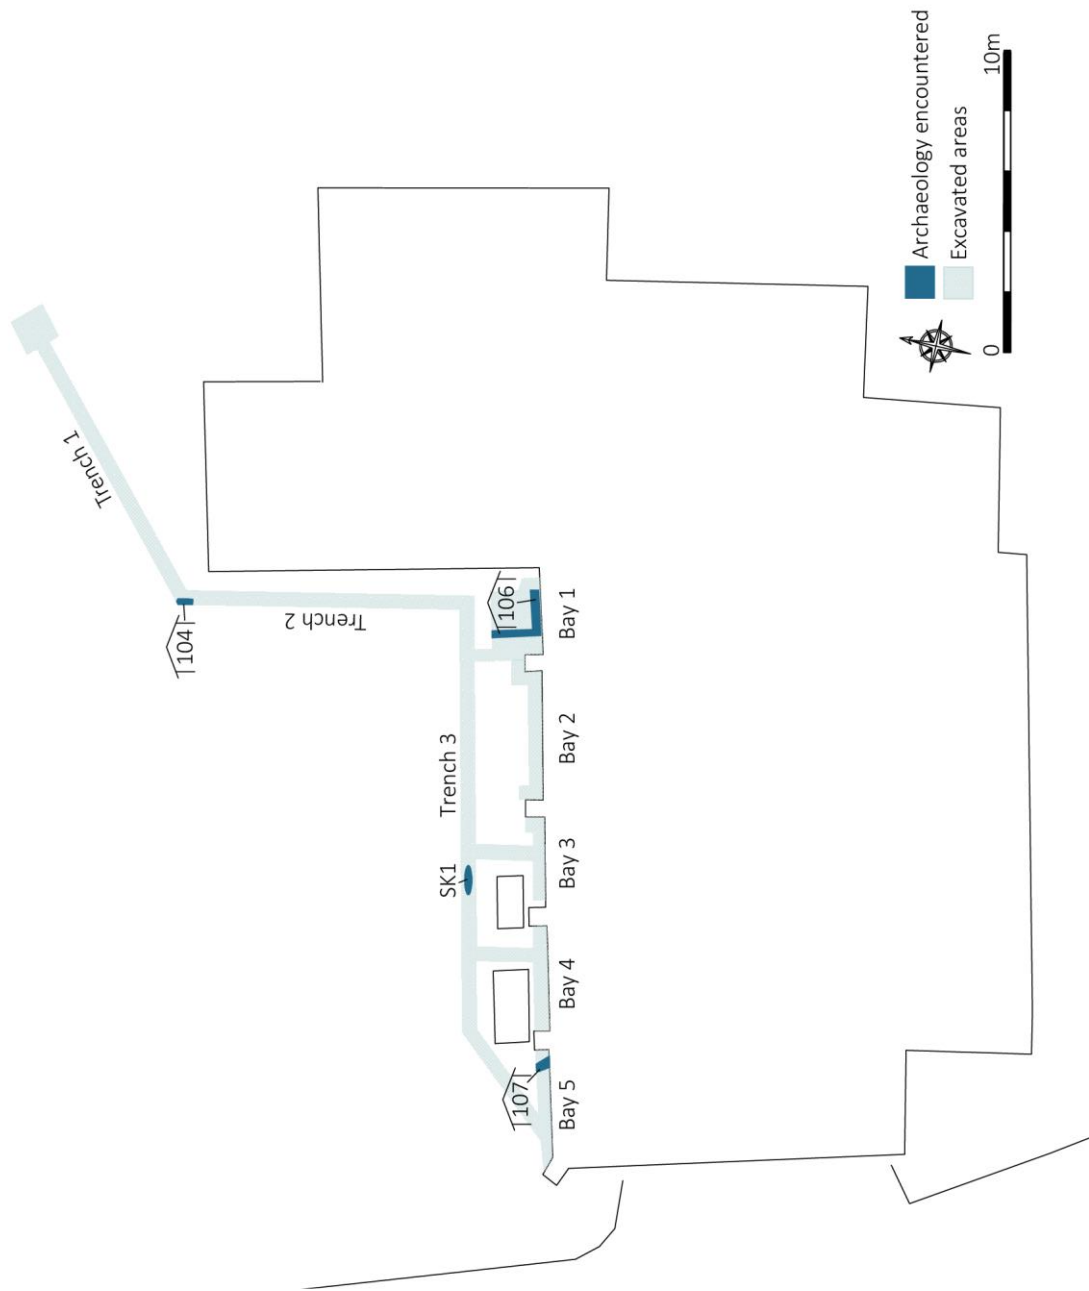 Trench 1
104
Trench 2
106
Bay 1
Bay 2
Trench 3
SK1
Bay 3
Bay 4
107
Bay 5
Archaeology encountered
Excavated areas
0
10m